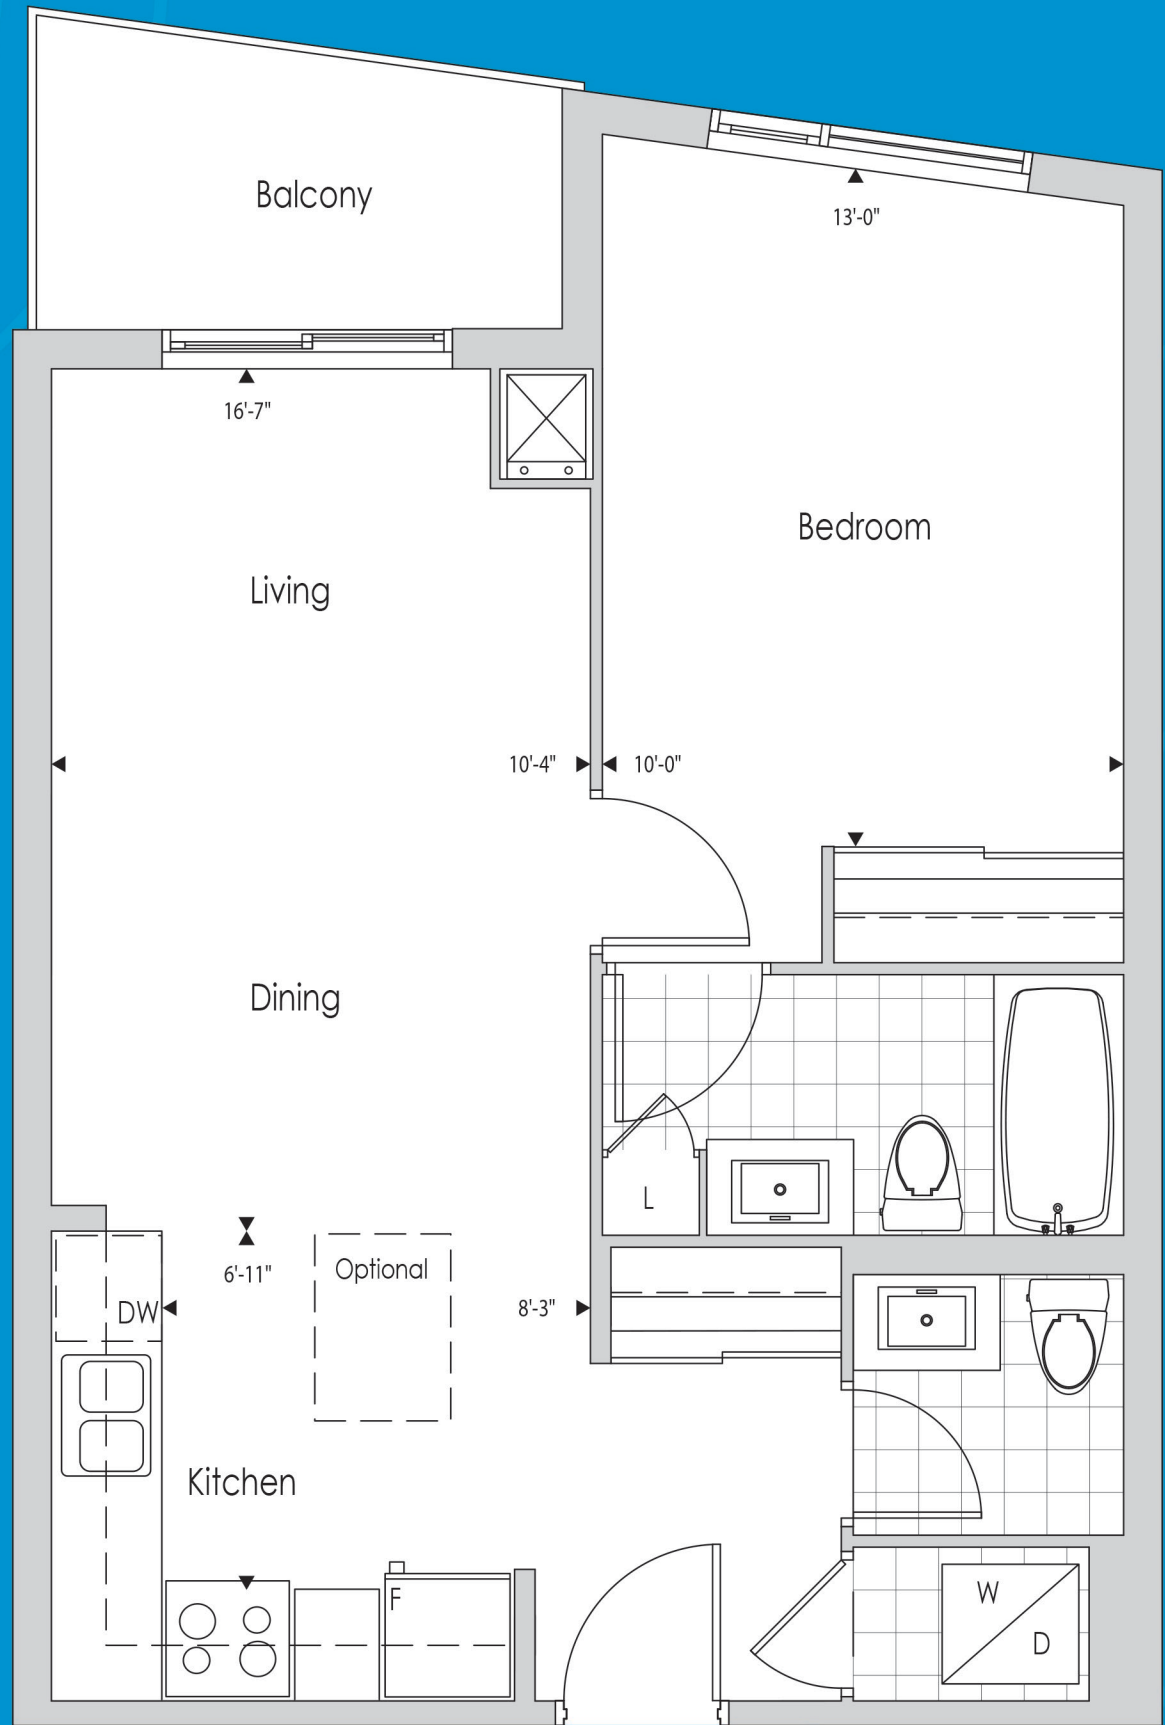 Balcony
13'-0"
16'-7"
Bedroom
Living
10'-4"
10'-0"
Dining
L
Optional
6'-11"
DW
8'-3"
Kitchen
F
W
D